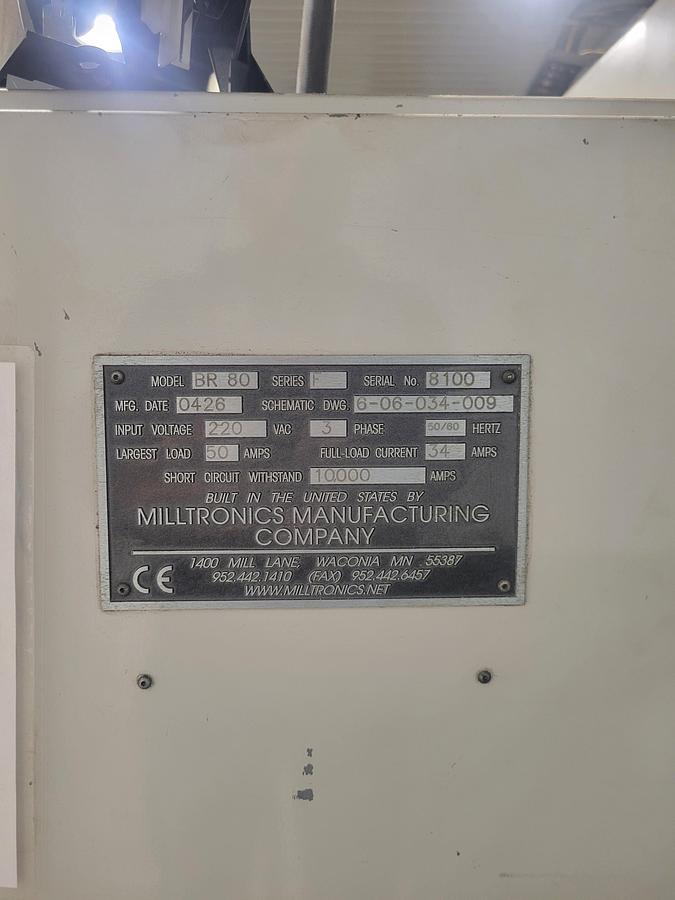 MODEL BR 80 SERIES F SERIAL No. 8100
MFG. DATE 0426 SCHEMATIC DWG. 6-06-034-009
INPUT VOLTAGE 220 VAC 3 PHASE 50/60 HERTZ
LARGEST LOAD 50 AMPS FULL-LOAD CURRENT 34 AMPS
SHORT CIRCUIT WITHSTAND 10,000 AMPS
BUILT IN THE UNITED STATES BY
MILLTRONICS MANUFACTURING
COMPANY
1400 MILL LANE, WACONIA MN 55387
952.442.1410 (FAX) 952.442.6457
WWW.MILLTRONICS.NET
CE